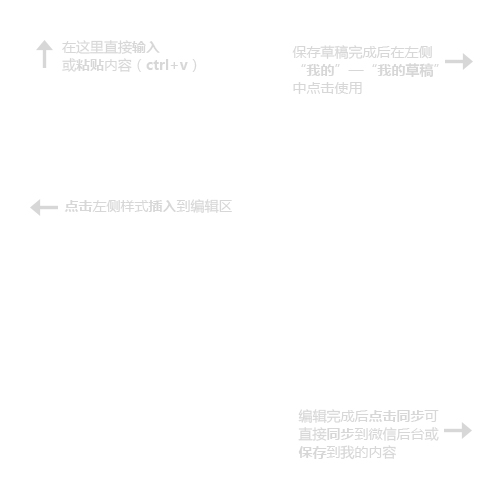 在这里直接输入
或粘贴内容（ctrl+v）
保存草稿完成后在左侧
“我的”—“我的草稿”
中点击使用
点击左侧样式插入到编辑区
编辑完成后点击同步可
直接同步到微信后台或
保存到我的内容